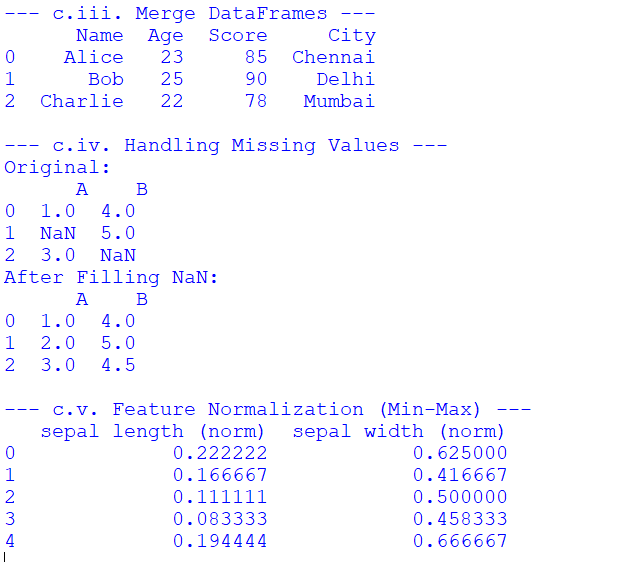 --- c.iii. Merge DataFrames ---
      Name  Age  Score     City
0    Alice   23     85  Chennai
1      Bob   25     90    Delhi
2  Charlie   22     78   Mumbai
--- c.iv. Handling Missing Values ---
Original:
      A    B
0  1.0  4.0
1  NaN  5.0
2  3.0  NaN
After Filling NaN:
      A    B
0  1.0  4.0
1  2.0  5.0
2  3.0  4.5
--- c.v. Feature Normalization (Min-Max) ---
   sepal length (norm)  sepal width (norm)
0             0.222222            0.625000
1             0.166667            0.416667
2             0.111111            0.500000
3             0.083333            0.458333
4             0.194444            0.666667